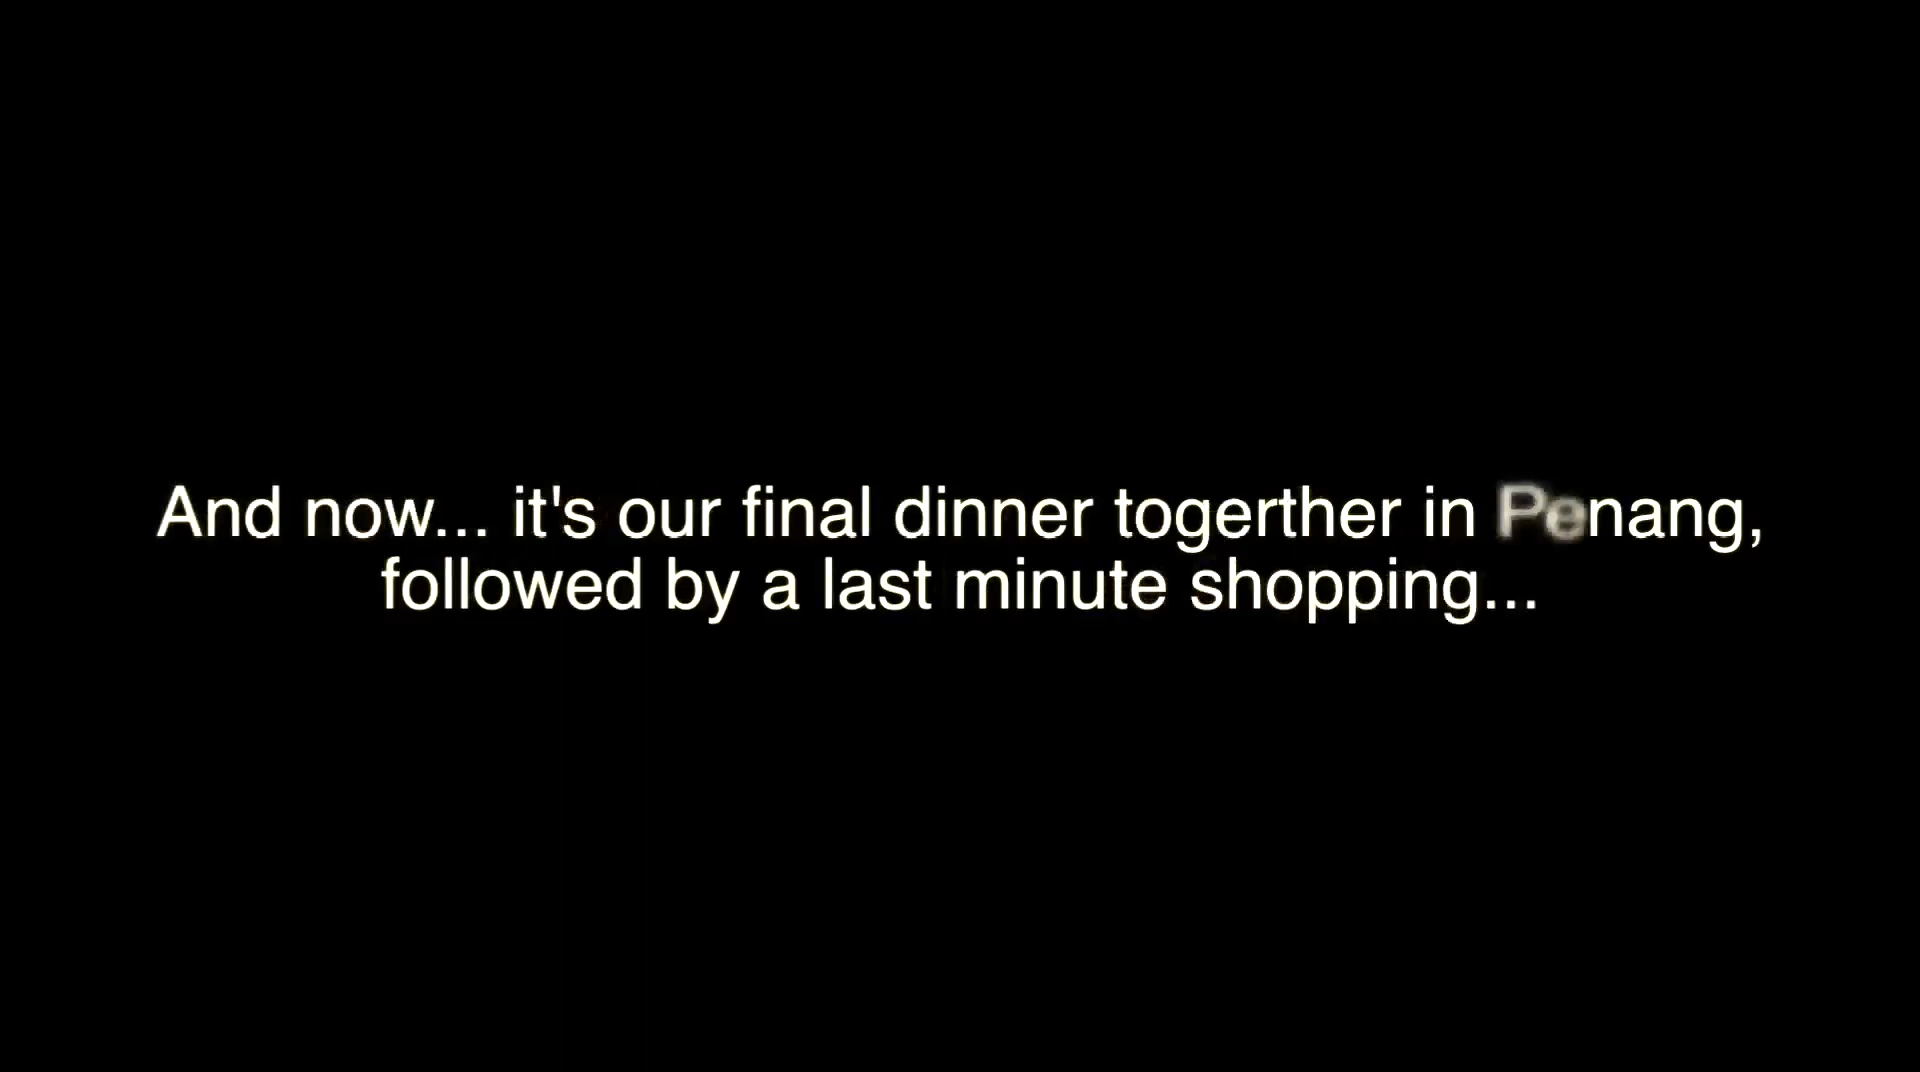 And now... it's our final dinner togerther in Penang,
followed by a last minute shopping...